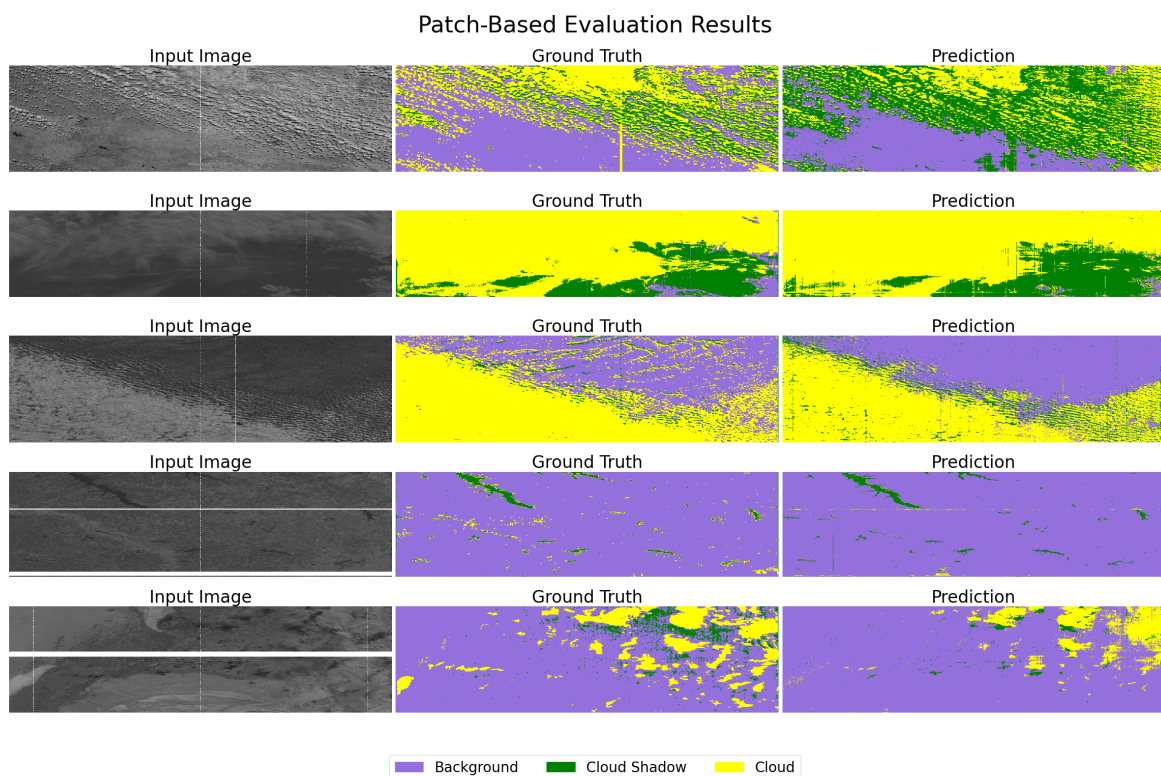 Patch-Based Evaluation Results
Input Image Ground Truth Prediction
Input Image Ground Truth Prediction
Input Image Ground Truth Prediction
Input Image Ground Truth Prediction
Input Image Ground Truth Prediction
Background Cloud Shadow Cloud